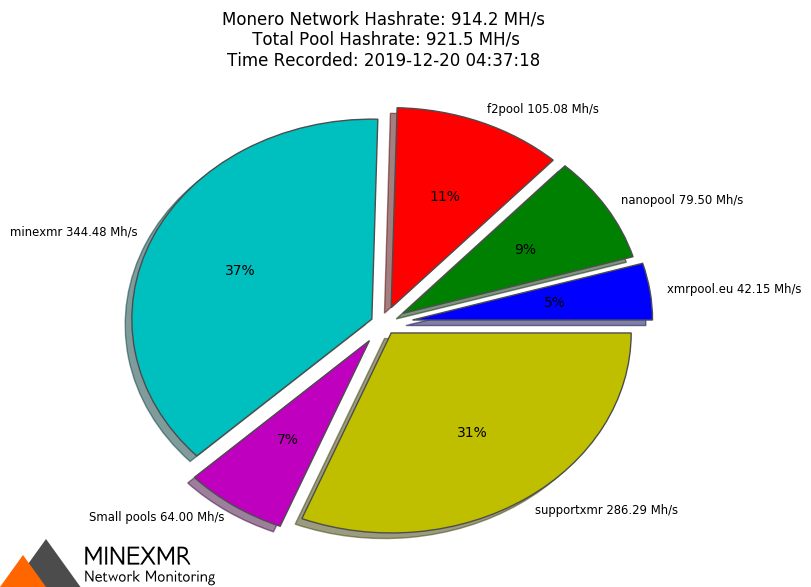 Monero Network Hashrate: 914.2 MH/s
Total Pool Hashrate: 921.5 MH/s
Time Recorded: 2019-12-20 04:37:18
f2pool 105.08 Mh/s
11%
nanopool 79.50 Mh/s
9%
minexmr 344.48 Mh/s
37%
xmrpool.eu 42.15 Mh/s
5%
31%
7%
supportxmr 286.29 Mh/s
Small pools 64.00 Mh/s
MINEXMR
Network Monitoring